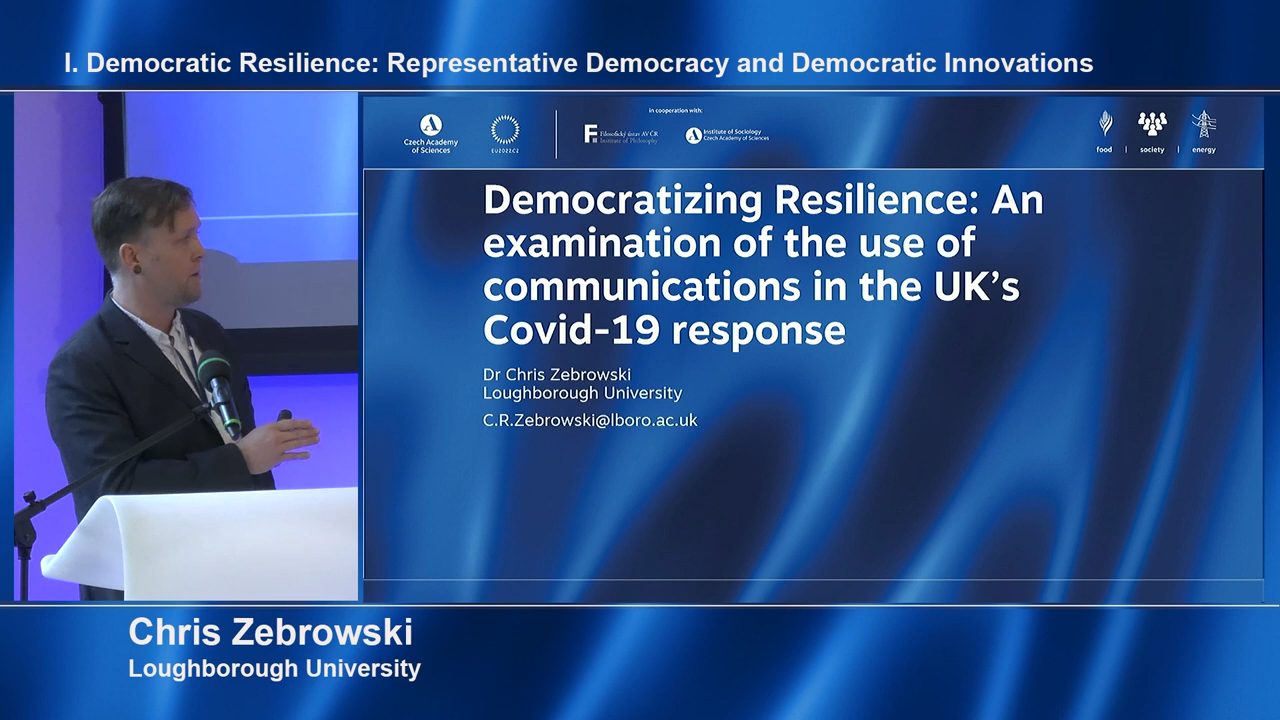 I. Democratic Resilience: Representative Democracy and Democratic Innovations
in cooperation with:
Czech Academy
of Sciences
EU2022CZ
Filosofický ústav AV ČR
Institute of Philosophy
Institute of Sociology
Czech Academy of Sciences
food | society | energy
Democratizing Resilience: An
examination of the use of
communications in the UK’s
Covid-19 response
Dr Chris Zebrowski
Loughborough University
C.R.Zebrowski@lboro.ac.uk
Chris Zebrowski
Loughborough University